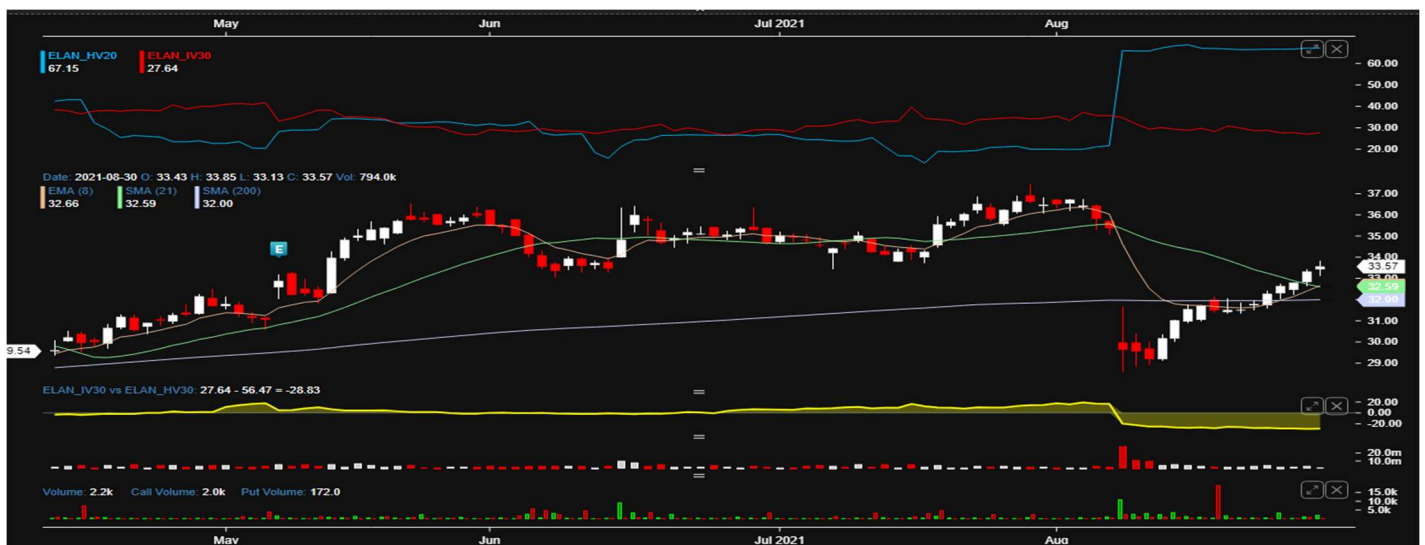 May Jun Jul 2021 Aug
ELAN_HV20 ELAN_IV30
67.15 27.64
60.00
50.00
40.00
30.00
20.00
Date: 2021-08-30 O: 33.43 H: 33.85 L: 33.13 C: 33.57 Vol: 794.0k
EMA (8) SMA (21) SMA (200)
32.66 32.59 32.00
37.00
36.00
35.00
E
34.00
33.57
33.00
32.59
32.00
31.00
9.54
30.00
29.00
ELAN_IV30 vs ELAN_HV30: 27.64 - 56.47 = -28.83
20.00
0.00
-20.00
20.0m
10.0m
Volume: 2.2k Call Volume: 2.0k Put Volume: 172.0
15.0k
10.0k
5.0k
May Jun Jul 2021 Aug